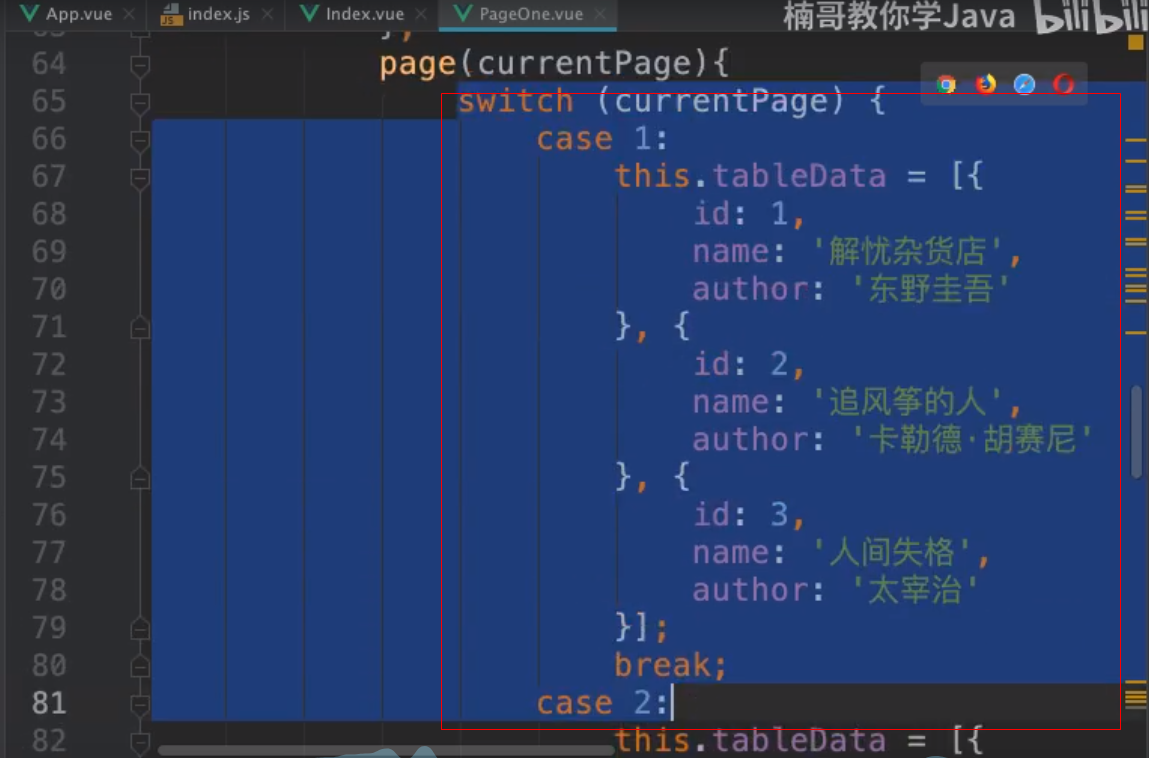 App.vue index.js Index.vue PageOne.vue 楠哥教你学Java bilibili
64 page(currentPage){
65 switch (currentPage) {
66 case 1:
67 this.tableData = [{
68 id: 1,
69 name: '解忧杂货店',
70 author: '东野圭吾'
71 }, {
72 id: 2,
73 name: '追风筝的人',
74 author: '卡勒德·胡赛尼'
75 }, {
76 id: 3,
77 name: '人间失格',
78 author: '太宰治'
79 }];
80 break;
81 case 2:
82 this.tableData = [{